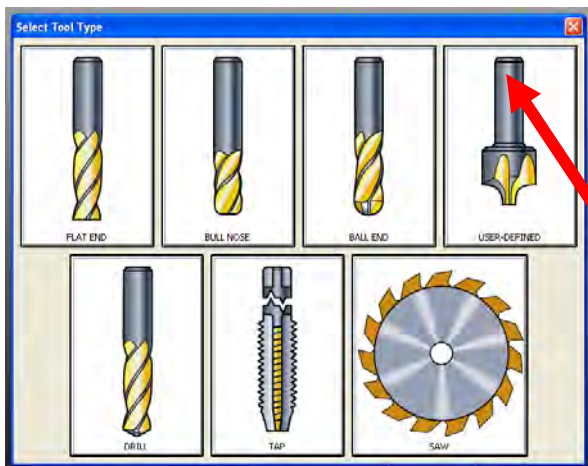 Select Tool Type
FLAT END
BULL NOSE
BALL END
USER-DEFINED
DRILL
TAP
SAW